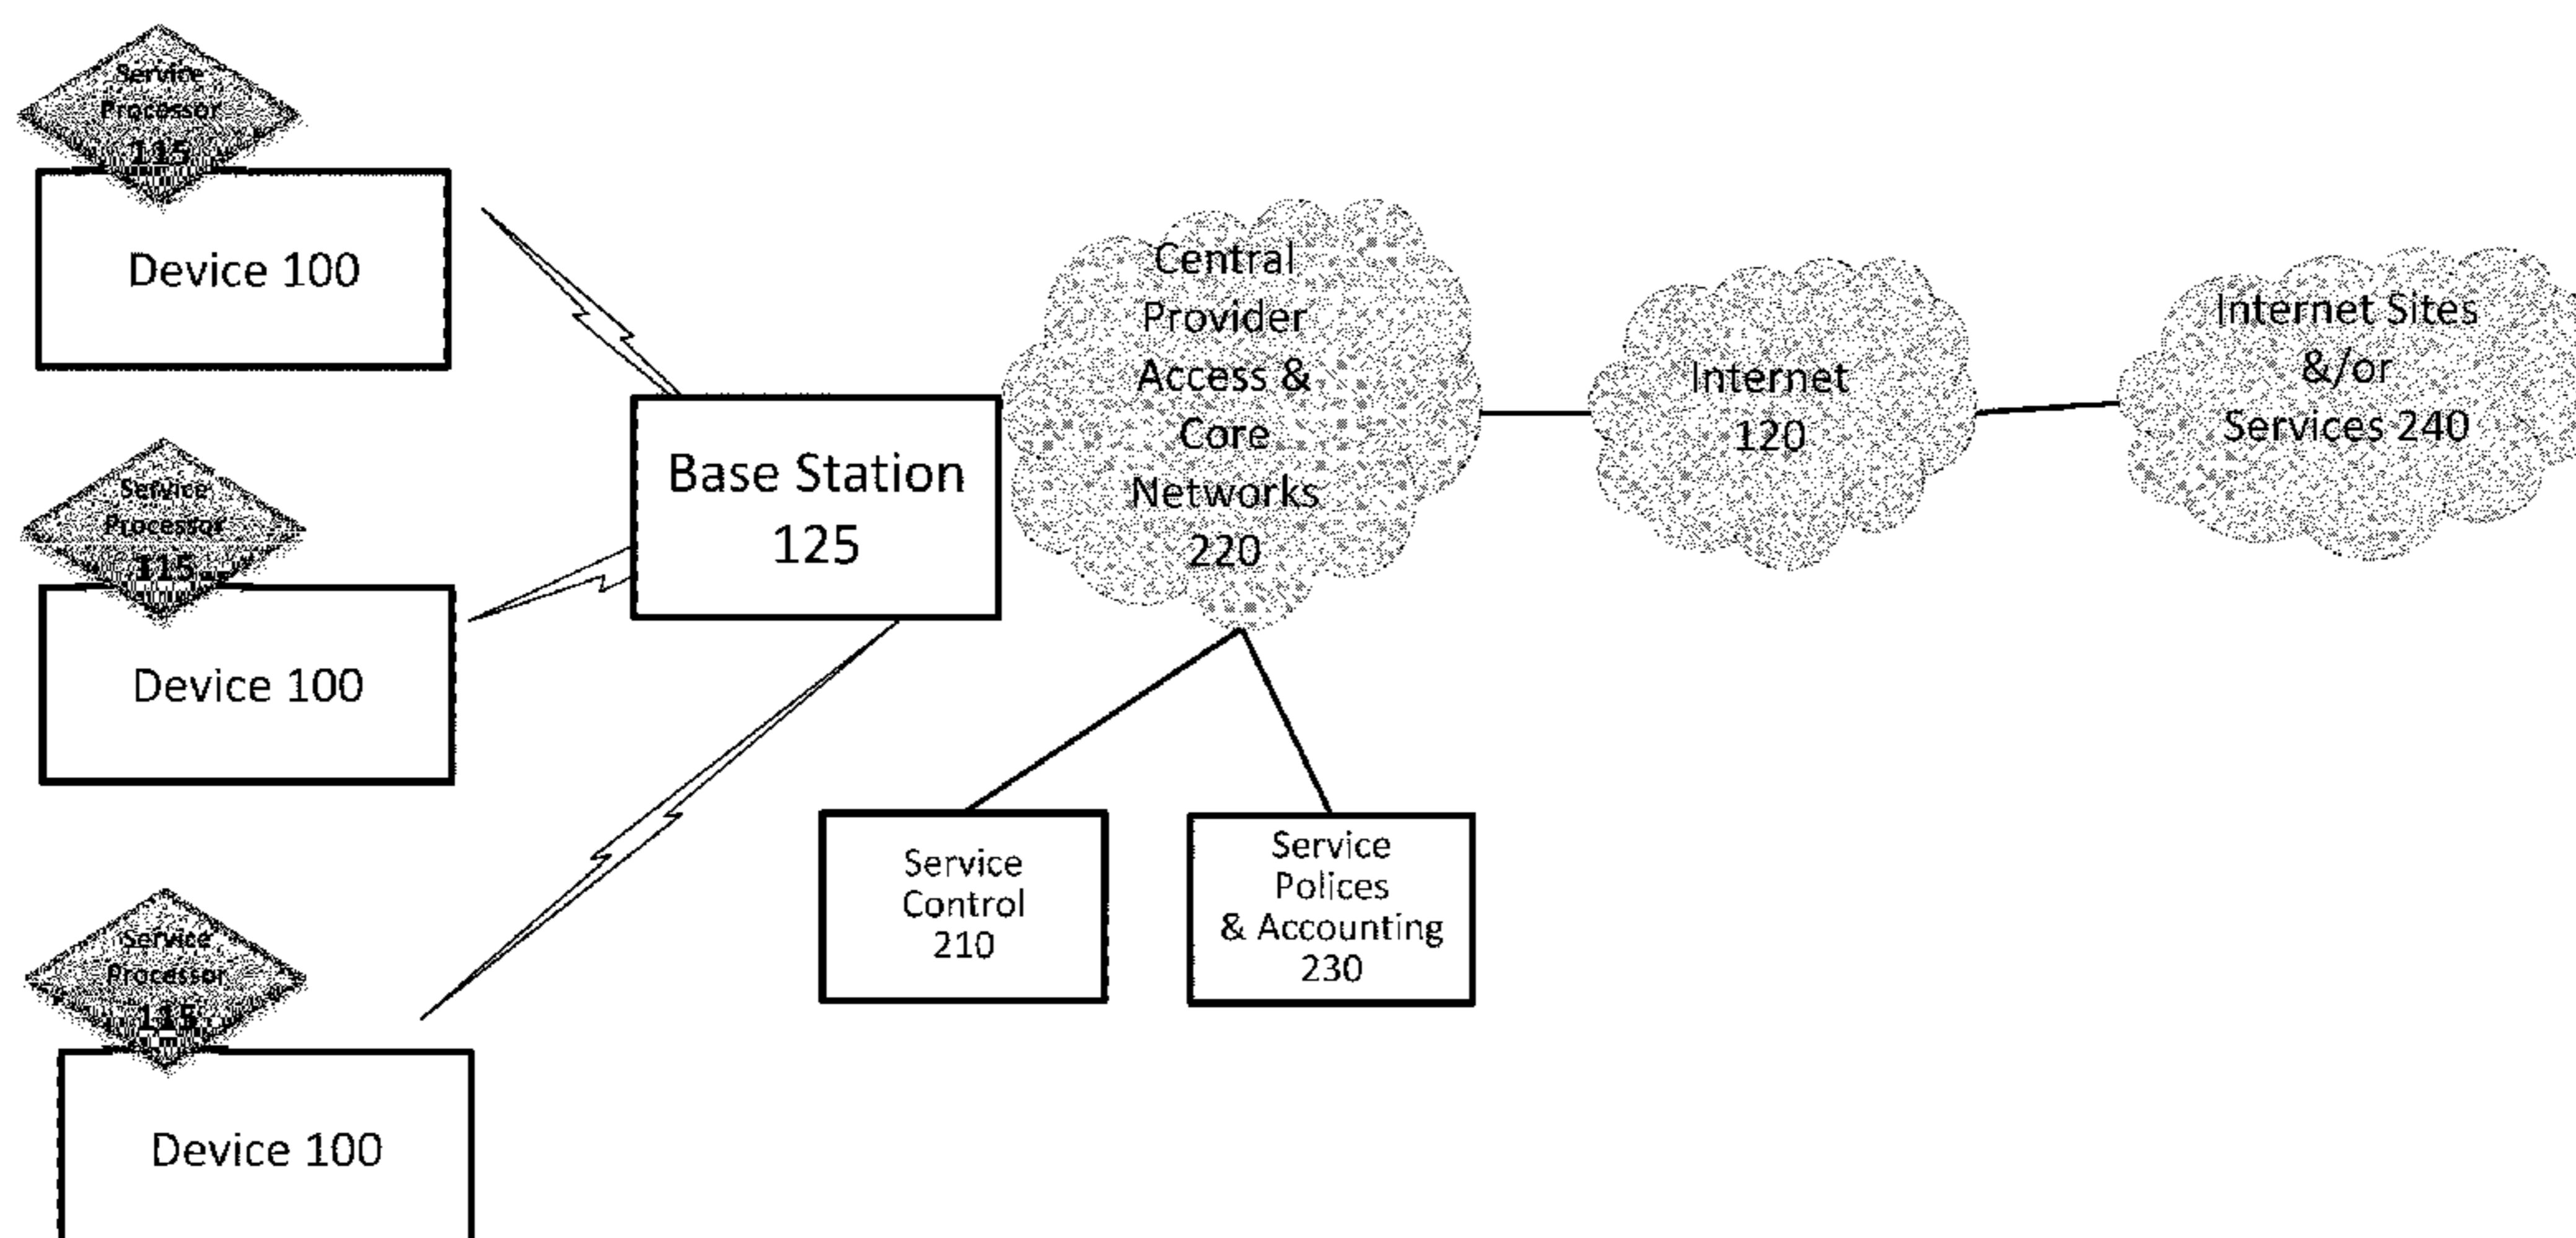 Service
Processor
115
Device 100
Service
Processor
115
Device 100
Service
Processor
115
Device 100
Base Station
125
Central
Provider
Access &
Core
Networks
220
Internet
120
Internet Sites
&/or
Services 240
Service
Control
210
Service
Polices
& Accounting
230